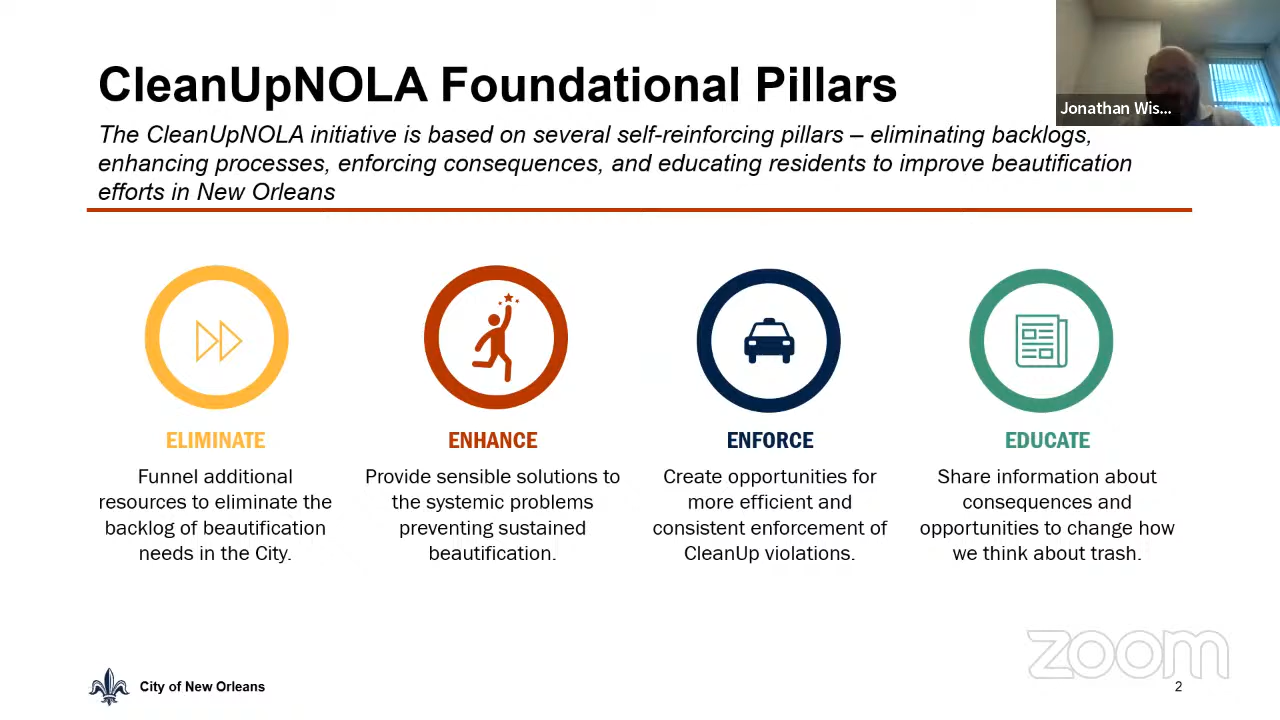 CleanUpNOLA Foundational Pillars
Jonathan Wis...
The CleanUpNOLA initiative is based on several self-reinforcing pillars – eliminating backlogs,
enhancing processes, enforcing consequences, and educating residents to improve beautification
efforts in New Orleans
ELIMINATE
Funnel additional
resources to eliminate the
backlog of beautification
needs in the City.
ENHANCE
Provide sensible solutions to
the systemic problems
preventing sustained
beautification.
ENFORCE
Create opportunities for
more efficient and
consistent enforcement of
CleanUp violations.
EDUCATE
Share information about
consequences and
opportunities to change how
we think about trash.
zoom
City of New Orleans
2